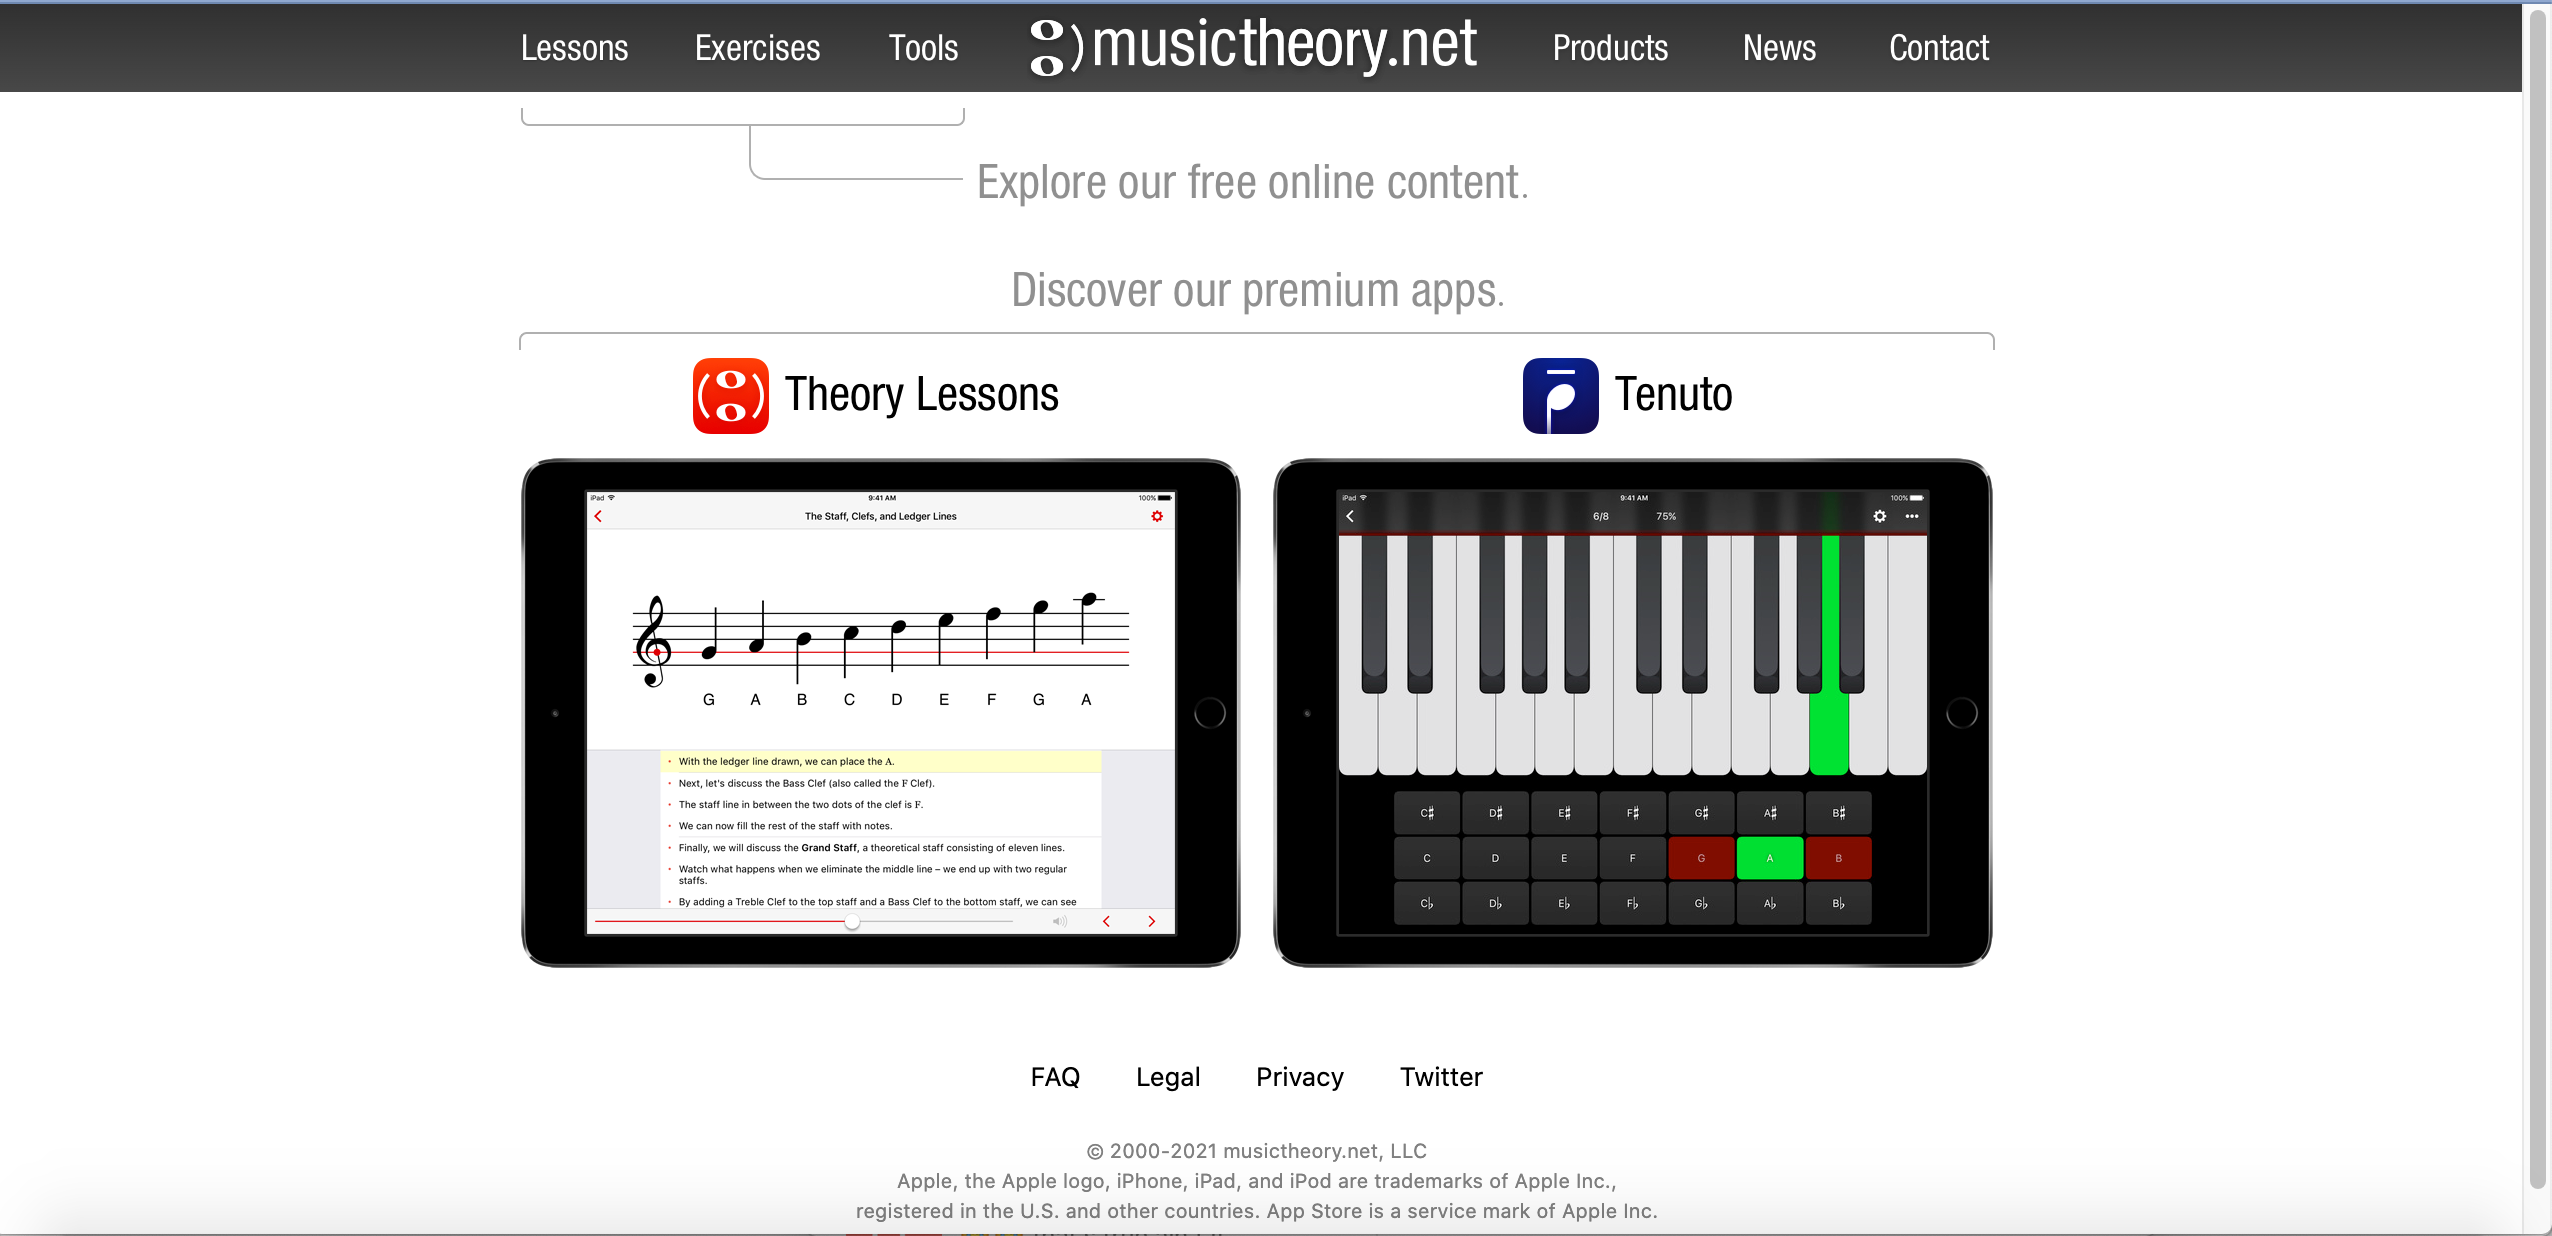 Lessons Exercises Tools musictheory.net Products News Contact
Explore our free online content.
Discover our premium apps.
Theory Lessons
Tenuto
iPad 9:41 AM 100%
The Staff, Clefs, and Ledger Lines
G A B C D E F G A
With the ledger line drawn, we can place the A.
Next, let's discuss the Bass Clef (also called the F Clef).
The staff line in between the two dots of the clef is F.
We can now fill the rest of the staff with notes.
Finally, we will discuss the Grand Staff, a theoretical staff consisting of eleven lines.
Watch what happens when we eliminate the middle line – we end up with two regular
staffs.
By adding a Treble Clef to the top staff and a Bass Clef to the bottom staff, we can see
iPad 9:41 AM 100%
6/8 75%
C♯ D♯ E♯ F♯ G♯ A♯ B♯
C D E F G A B
C♭ D♭ E♭ F♭ G♭ A♭ B♭
FAQ Legal Privacy Twitter
© 2000-2021 musictheory.net, LLC
Apple, the Apple logo, iPhone, iPad, and iPod are trademarks of Apple Inc.,
registered in the U.S. and other countries. App Store is a service mark of Apple Inc.